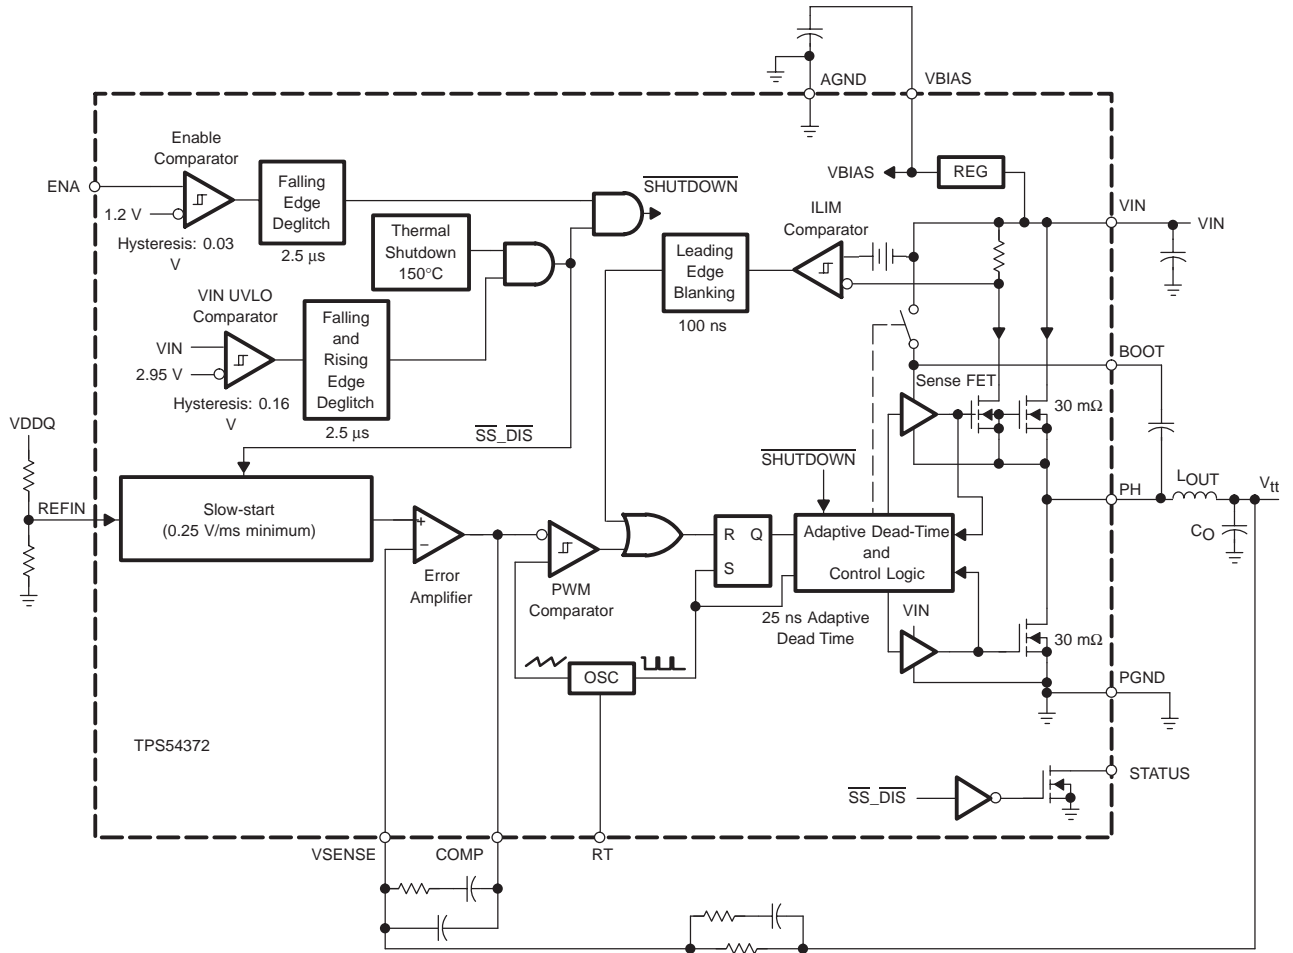 AGND
VBIAS
Enable
Comparator
ENA
1.2 V
Hysteresis: 0.03
V
Falling
Edge
Deglitch
2.5 μs
Thermal
Shutdown
150°C
SHUTDOWN
VBIAS
REG
ILIM
Comparator
Leading
Edge
Blanking
100 ns
VIN
VIN
VIN UVLO
Comparator
VIN
2.95 V
Hysteresis: 0.16
V
Falling
and
Rising
Edge
Deglitch
2.5 μs
SS_DIS
BOOT
Sense FET
30 mΩ
VDDQ
REFIN
Slow-start
(0.25 V/ms minimum)
SHUTDOWN
PH
LOUT
Vtt
CO
+
−
Error
Amplifier
PWM
Comparator
R
Q
S
Adaptive Dead-Time
and
Control Logic
25 ns Adaptive
Dead Time
VIN
30 mΩ
OSC
PGND
TPS54372
SS_DIS
STATUS
VSENSE
COMP
RT